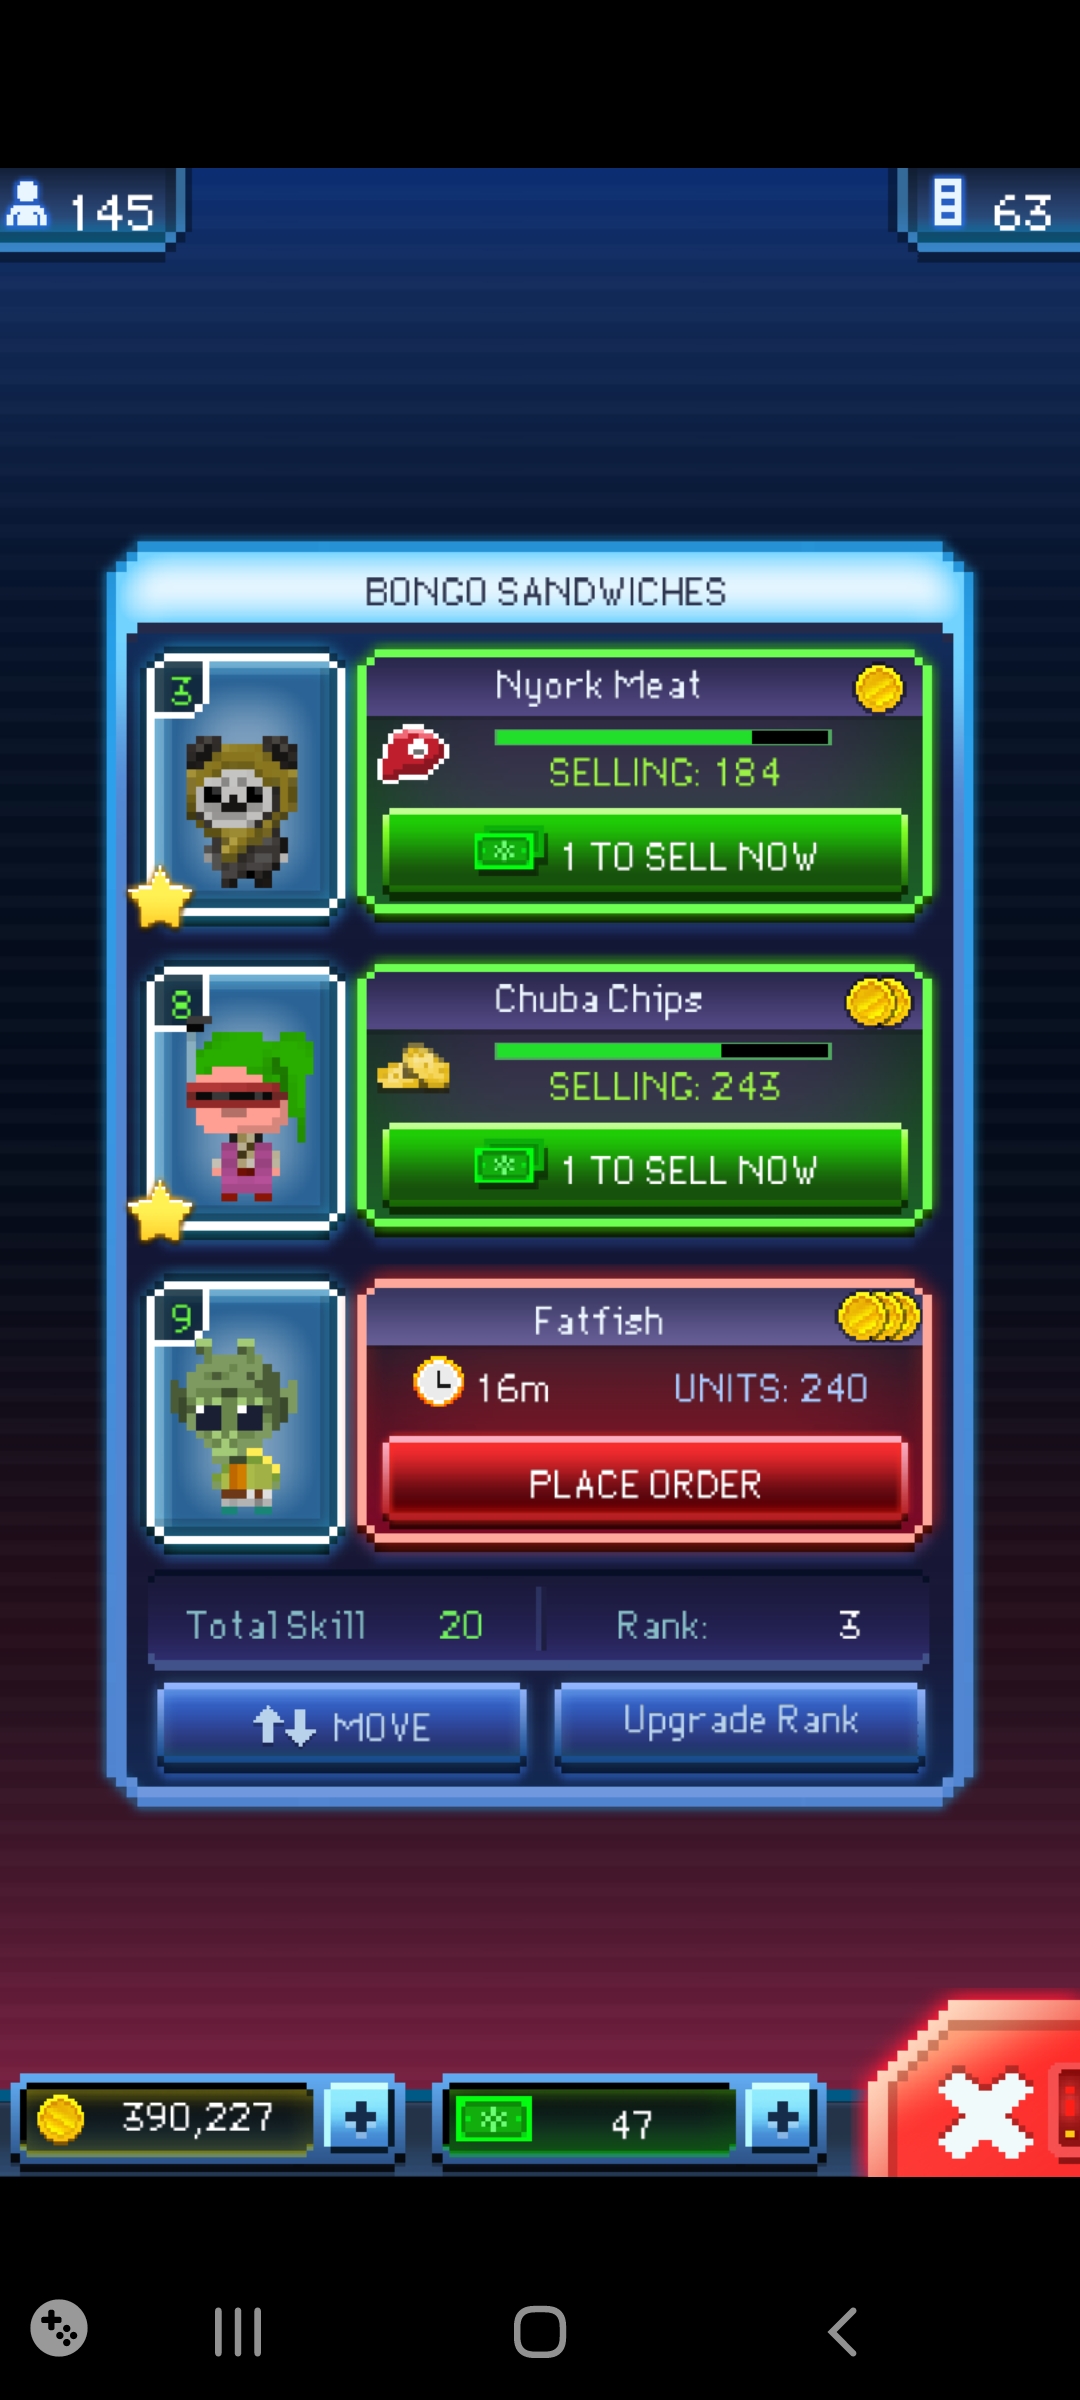 145
63
BONGO SANDWICHES
3
Nyork Meat
SELLING: 184
1 TO SELL NOW
8
Chuba Chips
SELLING: 243
1 TO SELL NOW
9
Fatfish
16m UNITS: 240
PLACE ORDER
Total Skill 20 Rank: 3
MOVE Upgrade Rank
390,227 47